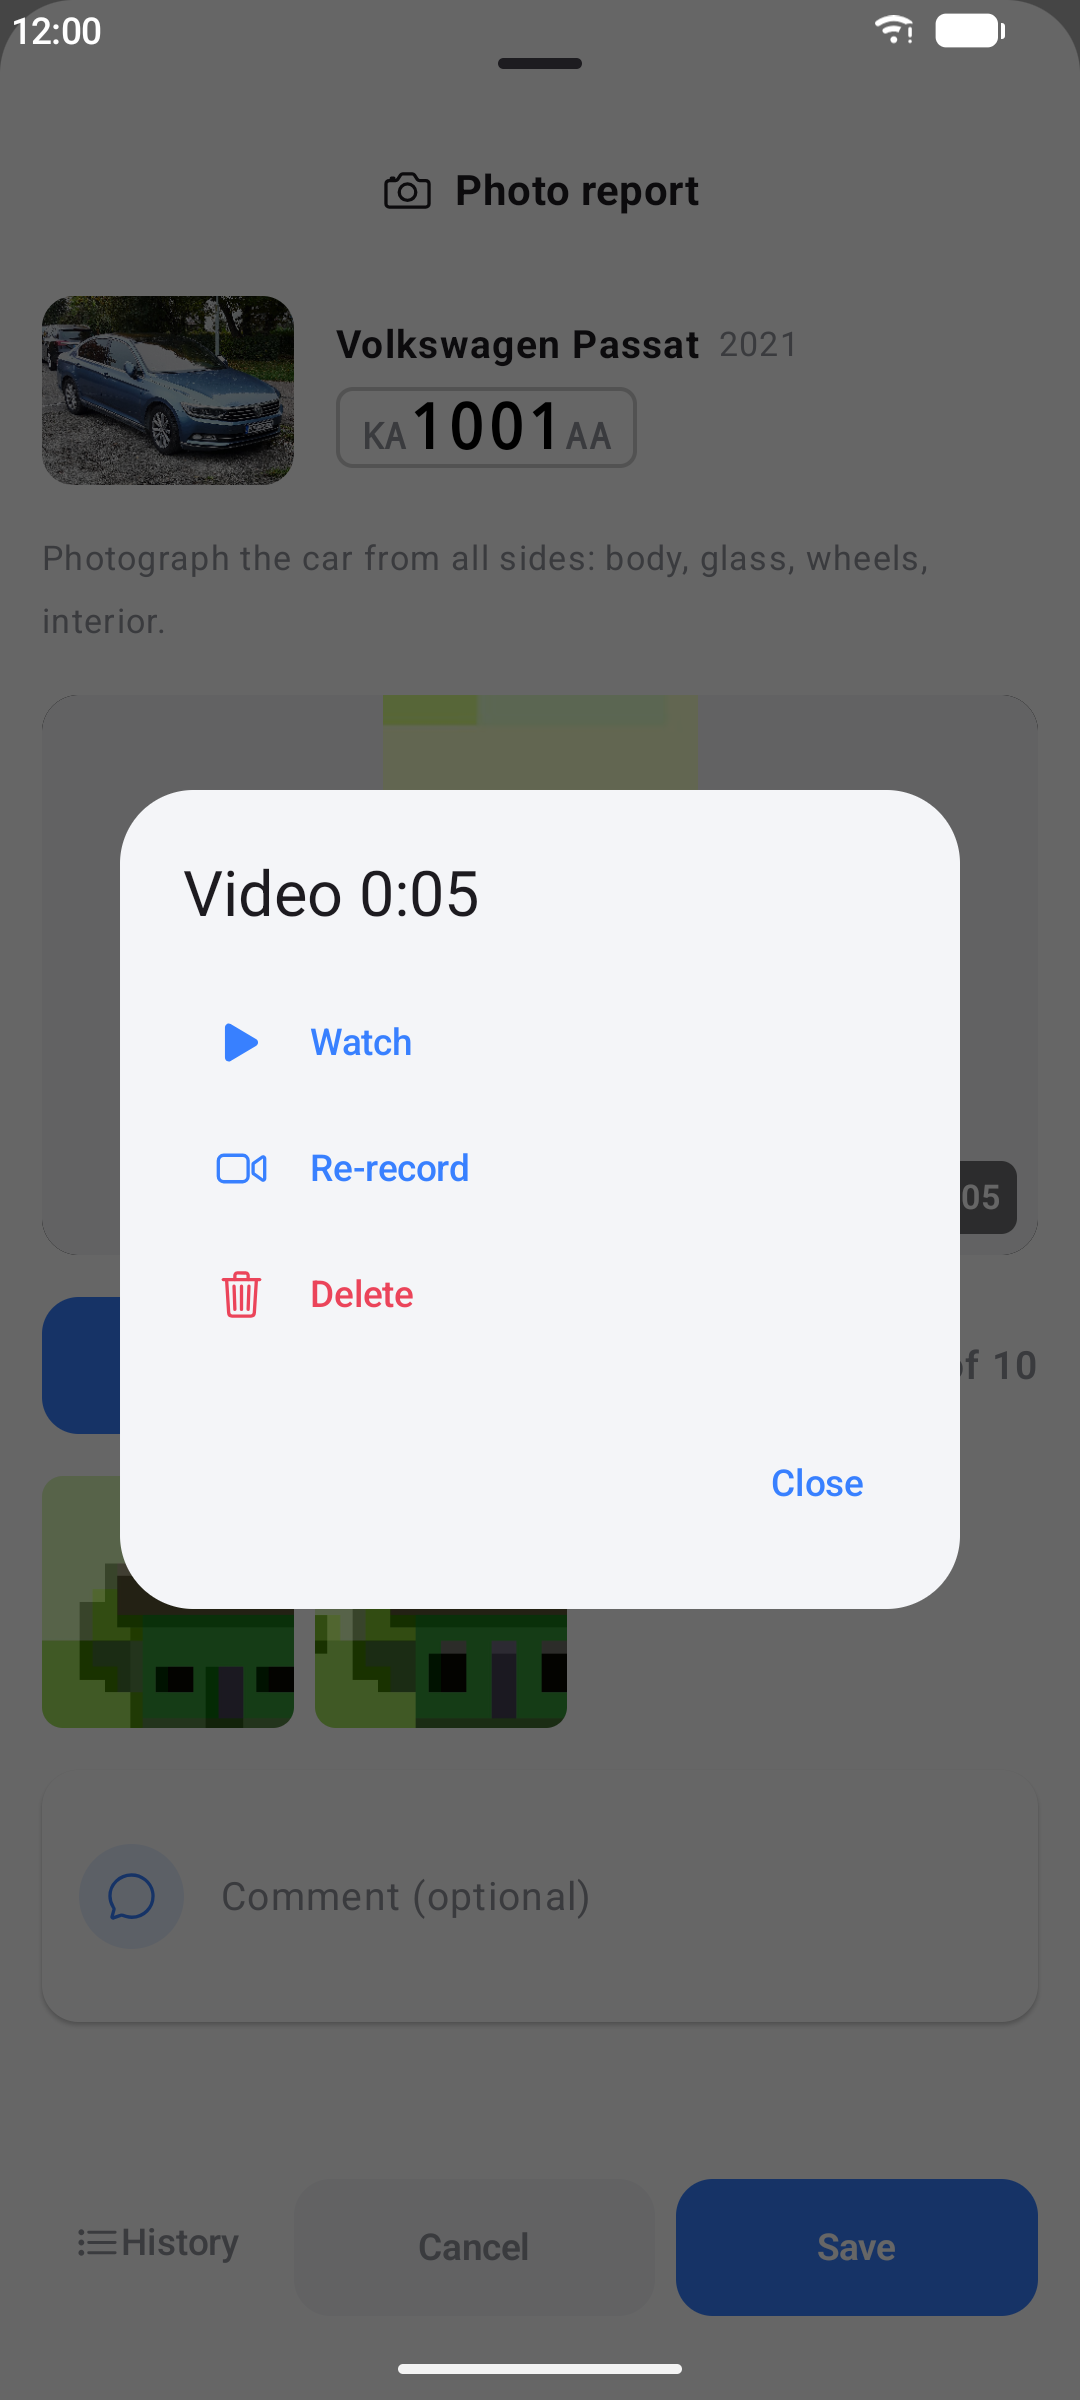 12:00
Photo report
Volkswagen Passat 2021
KA 1001 AA
Photograph the car from all sides: body, glass, wheels,
interior.
Video 0:05
Watch
Re-record
05
Delete
of 10
Close
Comment (optional)
History
Cancel
Save